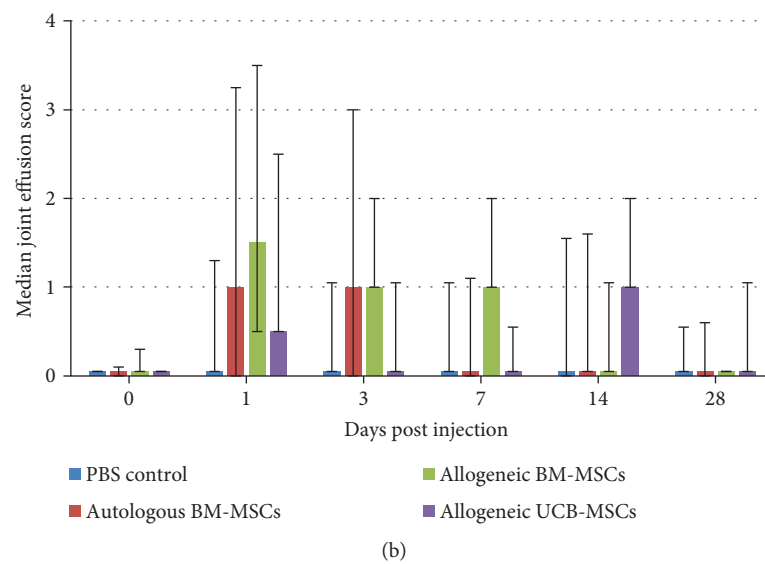 4
3
2
1
0
Median joint effusion score
0 1 3 7 14 28
Days post injection
PBS control Allogeneic BM-MSCs
Autologous BM-MSCs Allogeneic UCB-MSCs
(b)